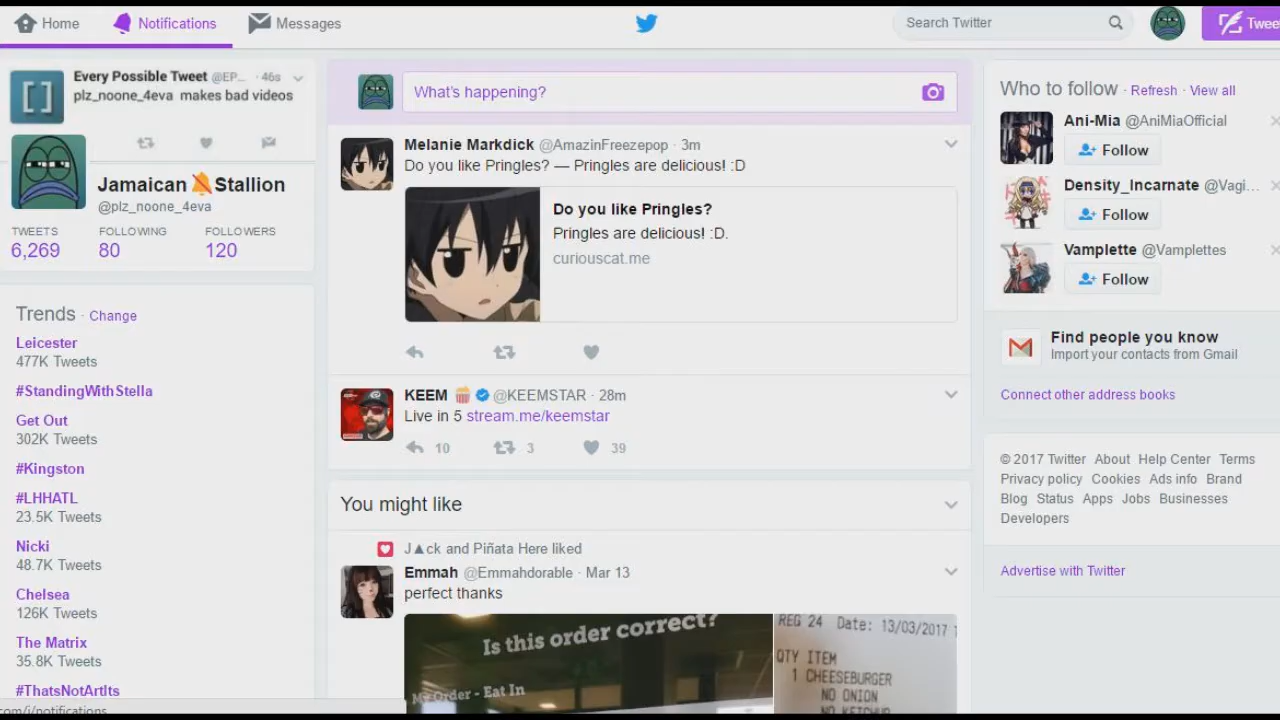 Home
Notifications
Messages
Search Twitter
Every Possible Tweet @EP... · 46s
plz_noone_4eva makes bad videos
Jamaican Stallion
@plz_noone_4eva
TWEETS FOLLOWING FOLLOWERS
6,269 80 120
Trends · Change
Leicester
477K Tweets
#StandingWithStella
Get Out
302K Tweets
#Kingston
#LHHATL
23.5K Tweets
Nicki
48.7K Tweets
Chelsea
126K Tweets
The Matrix
35.8K Tweets
#ThatsNotArtIts
com/i/notifications
What's happening?
Melanie Markdick @AmazinFreezepop · 3m
Do you like Pringles? — Pringles are delicious! :D
Do you like Pringles?
Pringles are delicious! :D.
curiouscat.me
KEEM @KEEMSTAR · 28m
Live in 5 stream.me/keemstar
10 3 39
You might like
J▲ck and Piñata Here liked
Emmah @Emmahdorable · Mar 13
perfect thanks
Is this order correct?
My Order - Eat In
REG 24 Date: 13/03/2017 1
QTY ITEM
1 CHEESEBURGER
NO ONION
NO KETCHUP
Who to follow · Refresh · View all
Ani-Mia @AniMiaOfficial
Follow
Density_Incarnate @Vagi...
Follow
Vamplette @Vamplettes
Follow
Find people you know
Import your contacts from Gmail
Connect other address books
© 2017 Twitter About Help Center Terms
Privacy policy Cookies Ads info Brand
Blog Status Apps Jobs Businesses
Developers
Advertise with Twitter